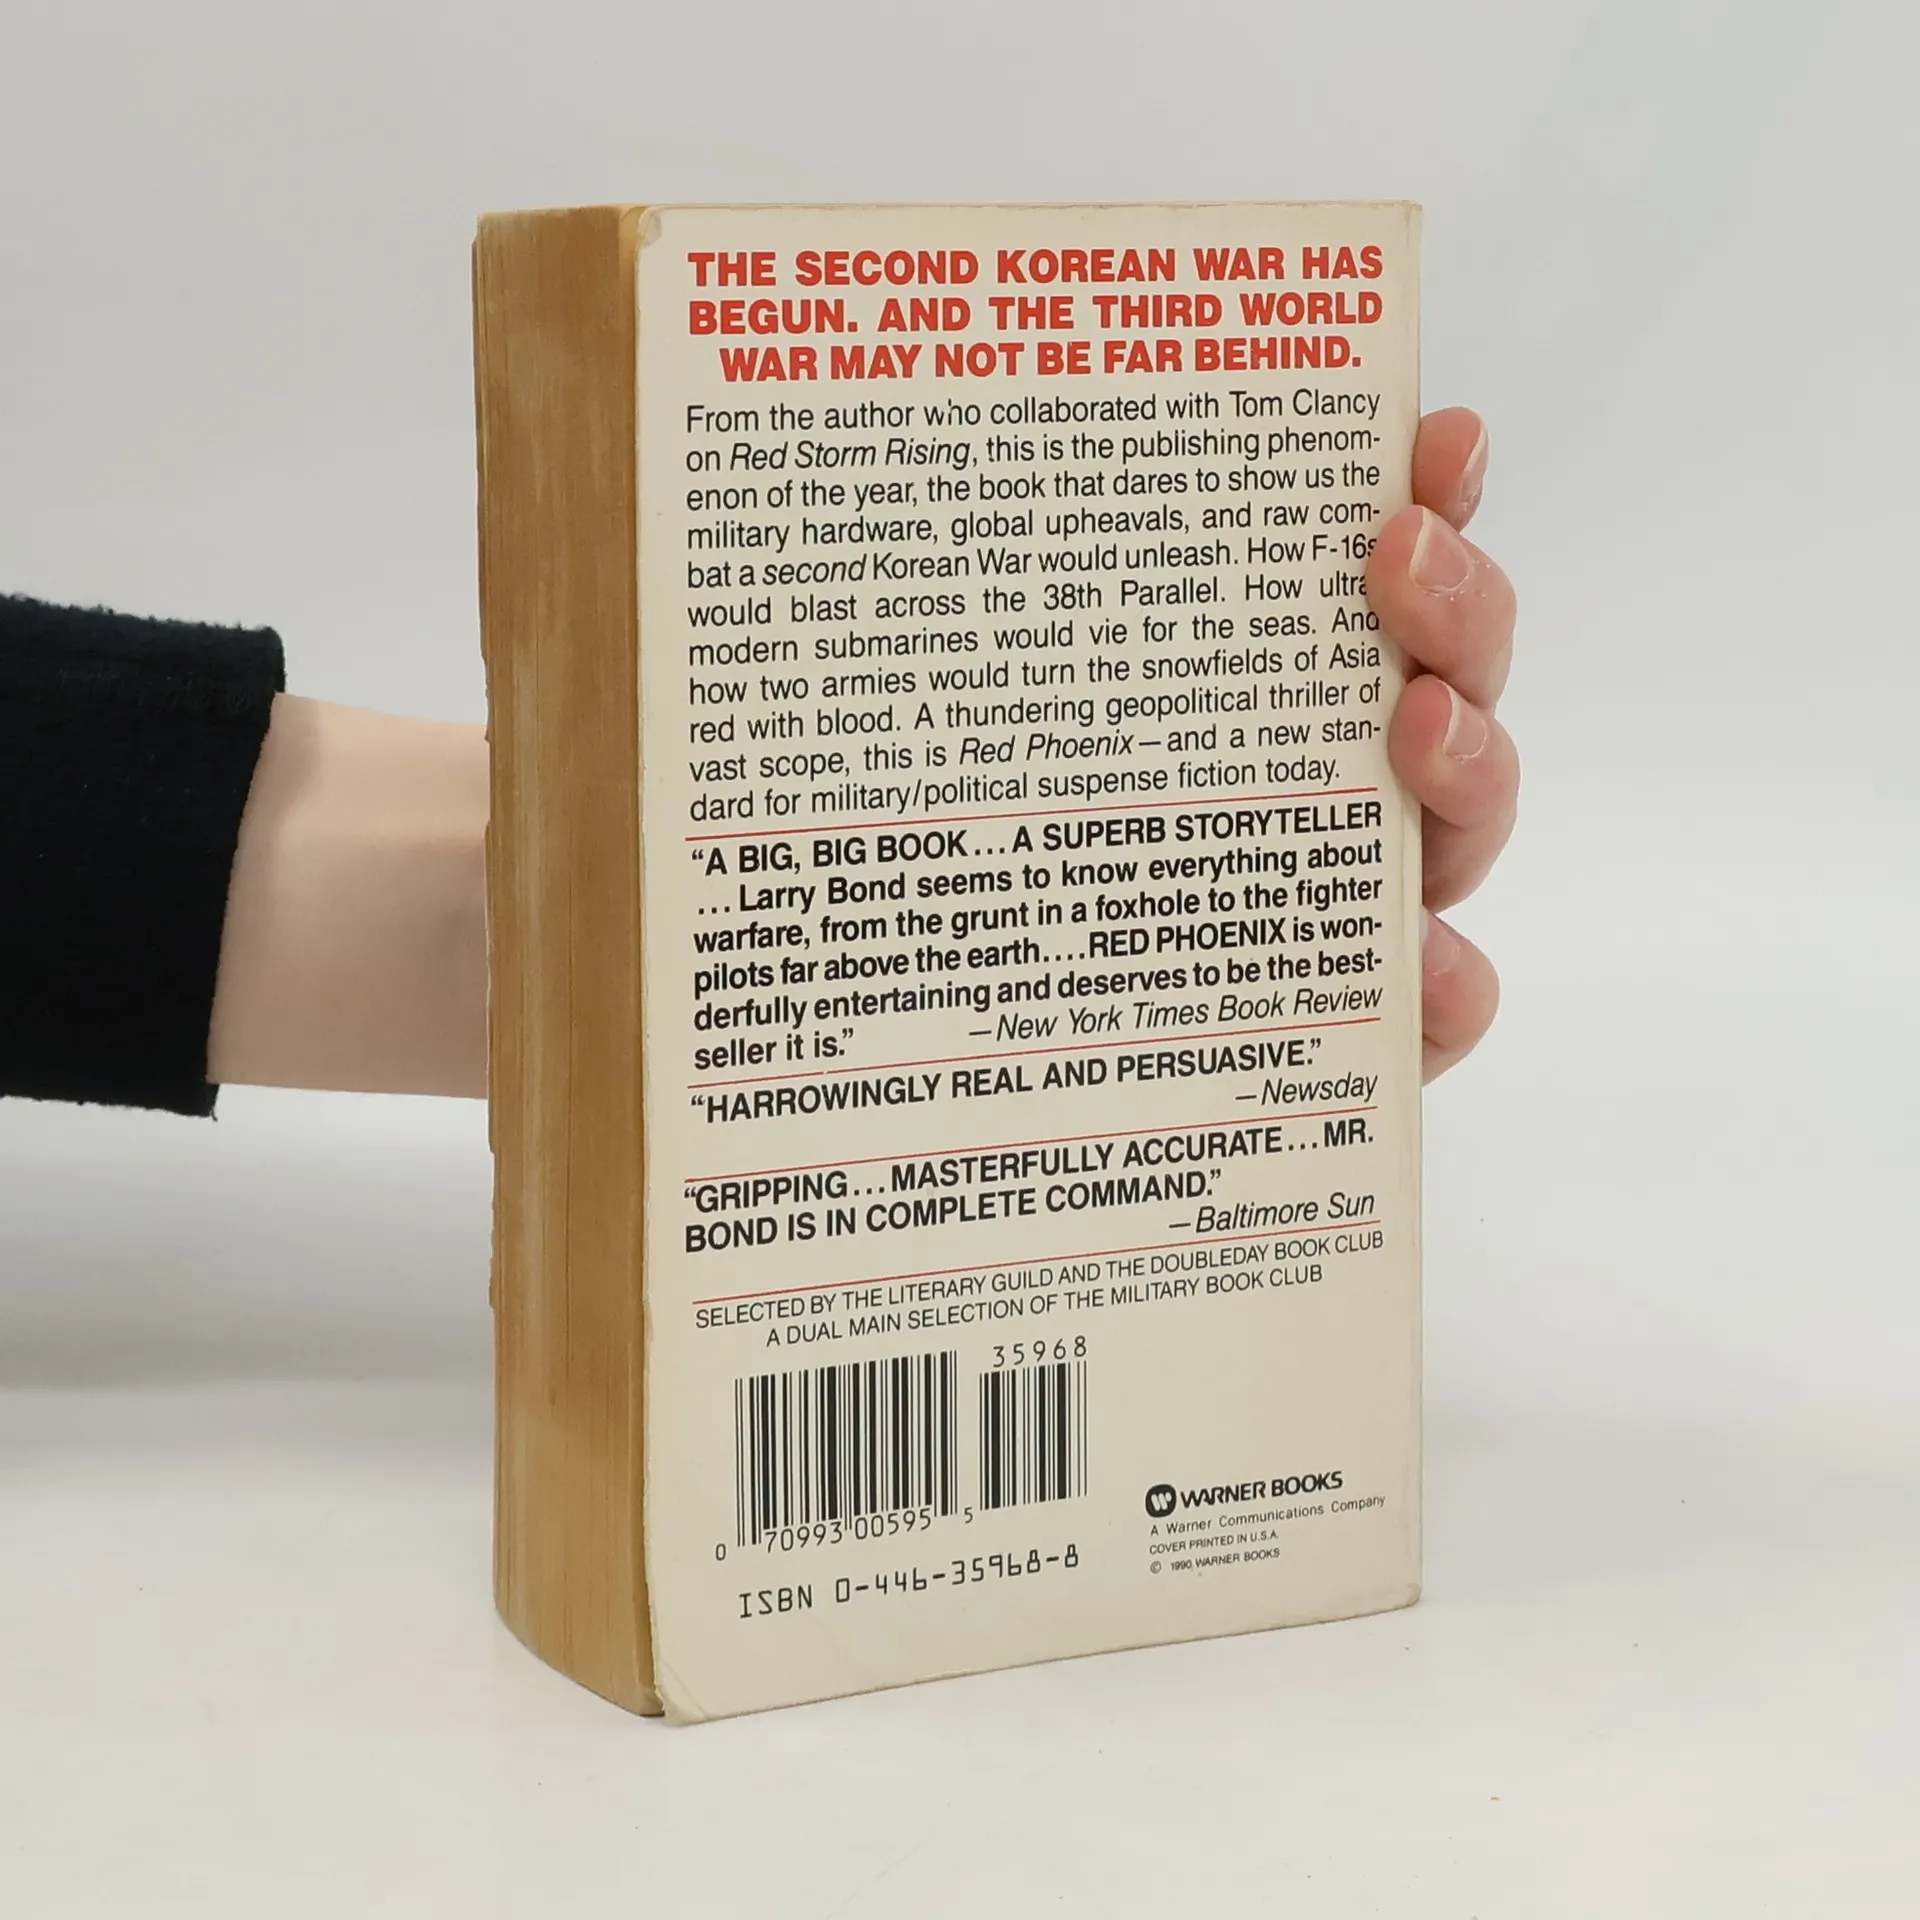 THE SECOND KOREAN WAR HAS
BEGUN. AND THE THIRD WORLD
WAR MAY NOT BE FAR BEHIND.
From the author who collaborated with Tom Clancy
on Red Storm Rising, this is the publishing phenom-
enon of the year, the book that dares to show us the
military hardware, global upheavals, and raw com-
bat a second Korean War would unleash. How F-16s
would blast across the 38th Parallel. How ultra
modern submarines would vie for the seas. And
how two armies would turn the snowfields of Asia
red with blood. A thundering geopolitical thriller of
vast scope, this is Red Phoenix—and a new stan-
dard for military/political suspense fiction today.
“A BIG, BIG BOOK...A SUPERB STORYTELLER
...Larry Bond seems to know everything about
warfare, from the grunt in a foxhole to the fighter
pilots far above the earth....RED PHOENIX is won-
derfully entertaining and deserves to be the best-
seller it is.” —New York Times Book Review
“HARROWINGLY REAL AND PERSUASIVE.”
—Newsday
“GRIPPING...MASTERFULLY ACCURATE...MR.
BOND IS IN COMPLETE COMMAND.”
—Baltimore Sun
SELECTED BY THE LITERARY GUILD AND THE DOUBLEDAY BOOK CLUB
A DUAL MAIN SELECTION OF THE MILITARY BOOK CLUB
35968
0 70993 00595 5
ISBN 0-446-35968-8
WARNER BOOKS
A Warner Communications Company
COVER PRINTED IN U.S.A.
© 1990 WARNER BOOKS